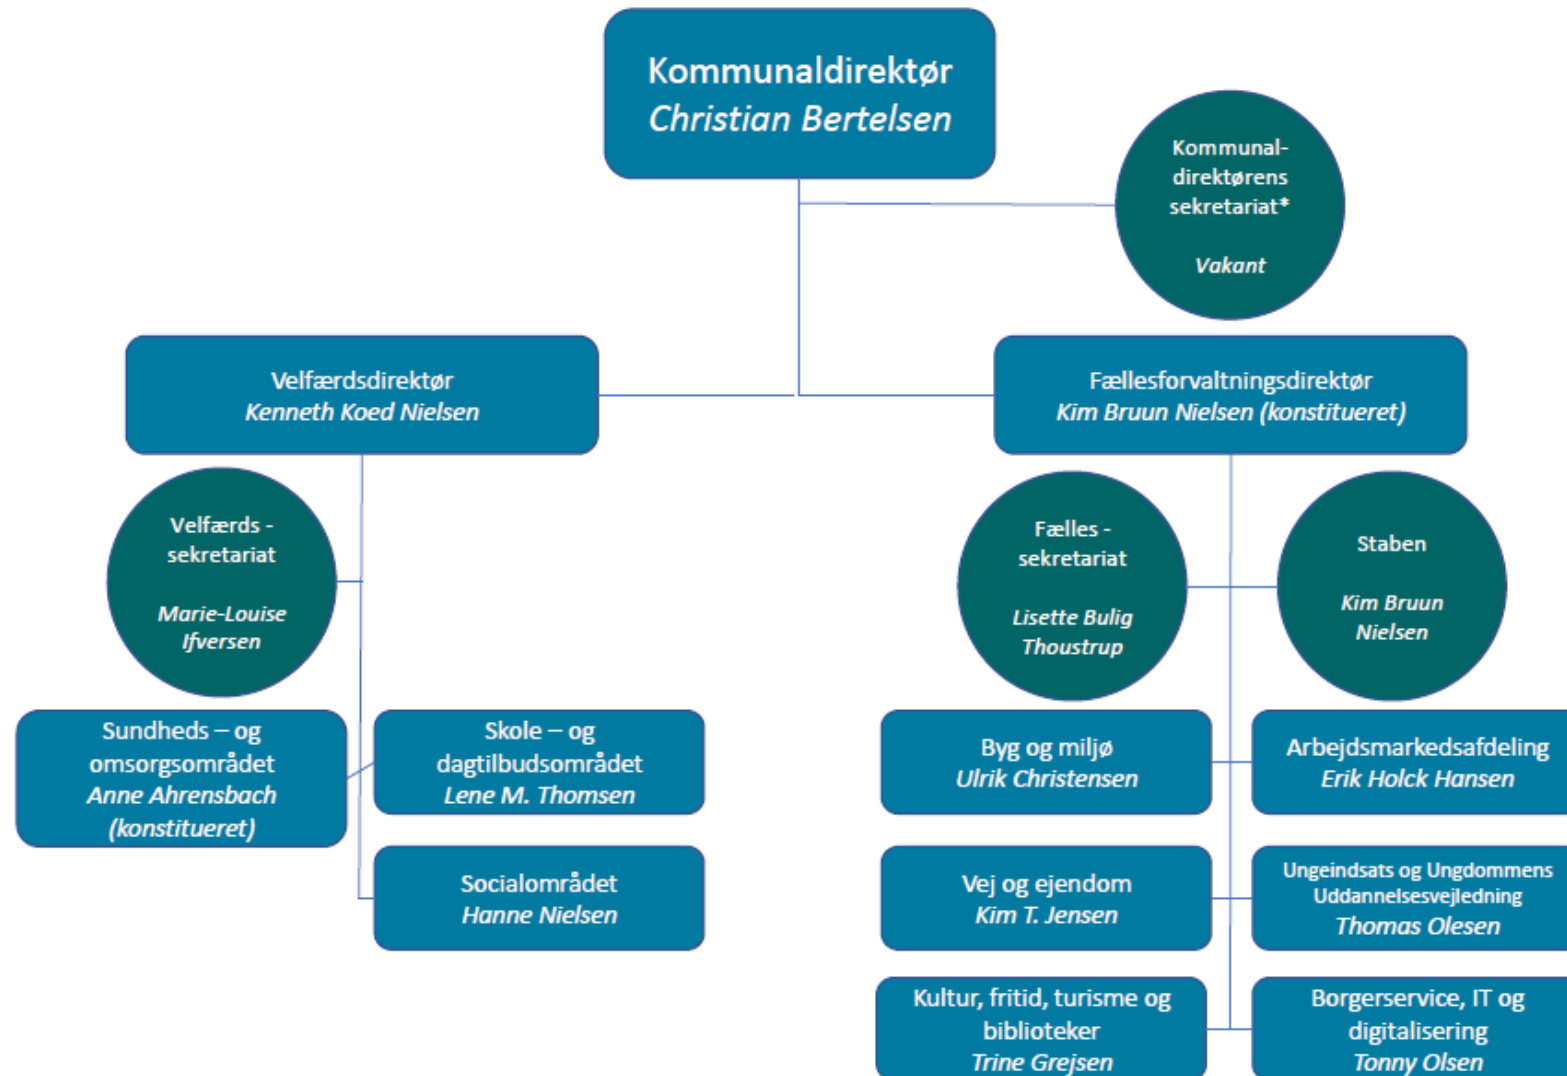 Kommunaldirektør
Christian Bertelsen
Kommunal-
direktørens
sekretariat*
Vakant
Velfærdsdirektør
Kenneth Koed Nielsen
Fællesforvaltningsdirektør
Kim Bruun Nielsen (konstitueret)
Velfærds -
sekretariat
Marie-Louise
Ifversen
Fælles -
sekretariat
Lisette Bulig
Thoustrup
Staben
Kim Bruun
Nielsen
Sundheds – og
omsorgsområdet
Anne Ahrensbach
(konstitueret)
Skole – og
dagtilbudsområdet
Lene M. Thomsen
Byg og miljø
Ulrik Christensen
Arbejdsmarkedsafdeling
Erik Holck Hansen
Socialområdet
Hanne Nielsen
Vej og ejendom
Kim T. Jensen
Ungeindsats og Ungdommens
Uddannelsesvejledning
Thomas Olesen
Kultur, fritid, turisme og
biblioteker
Trine Grejsen
Borgerservice, IT og
digitalisering
Tonny Olsen